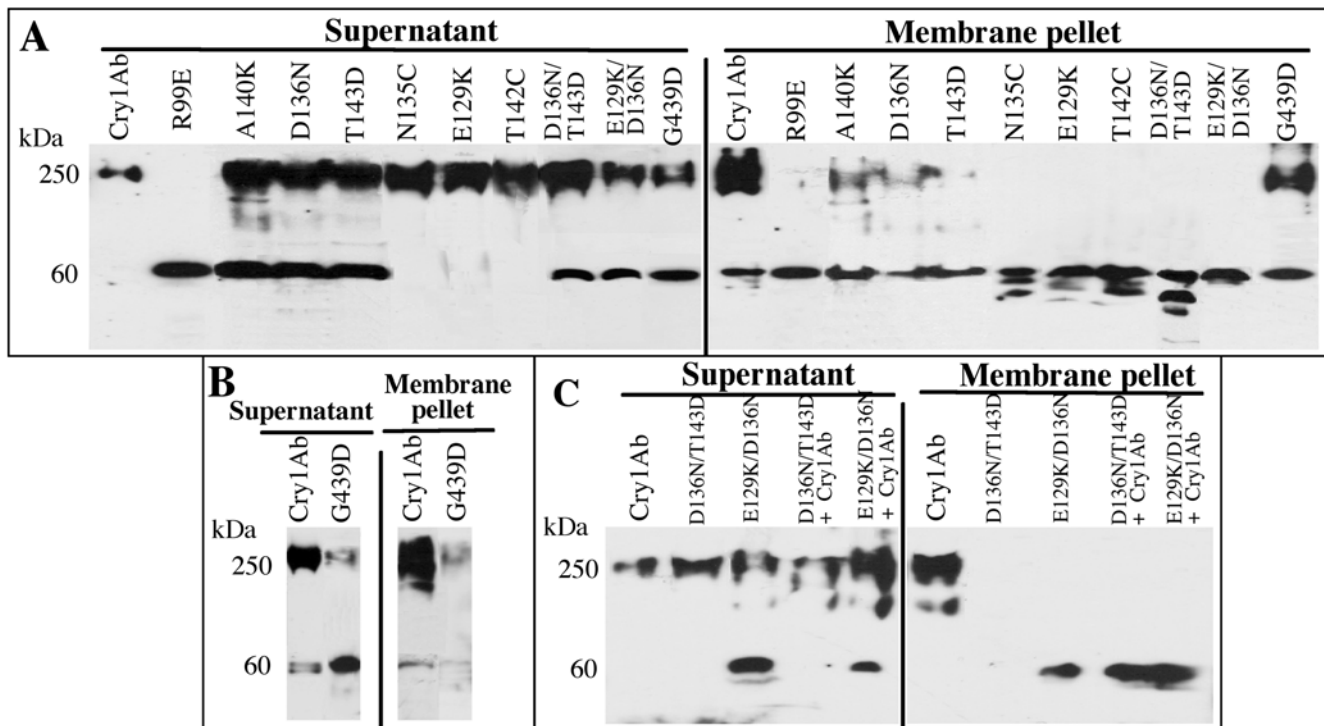 A
Supernatant
Membrane pellet
Cry1Ab
R99E
A140K
D136N
T143D
N135C
E129K
T142C
D136N/
T143D
E129K/
D136N
G439D
Cry1Ab
R99E
A140K
D136N
T143D
N135C
E129K
T142C
D136N/
T143D
E129K/
D136N
G439D
kDa
250
60
B
Supernatant
Membrane
pellet
Cry1Ab
G439D
Cry1Ab
G439D
kDa
250
60
C
Supernatant
Membrane pellet
Cry1Ab
D136N/T143D
E129K/D136N
D136N/T143D
+ Cry1Ab
E129K/D136N
+ Cry1Ab
Cry1Ab
D136N/T143D
E129K/D136N
D136N/T143D
+ Cry1Ab
E129K/D136N
+ Cry1Ab
kDa
250
60